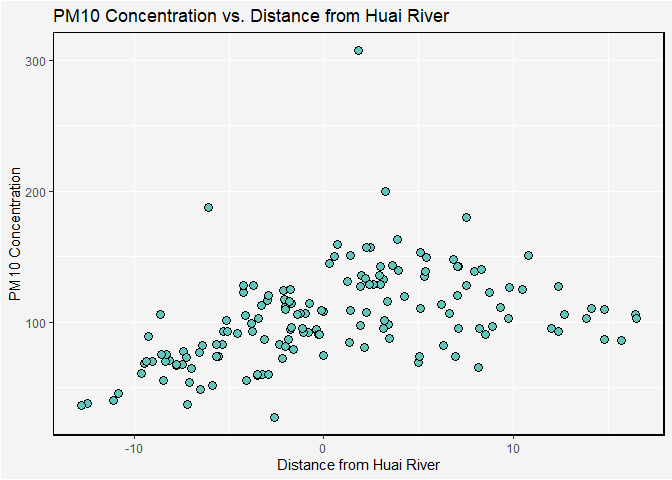 PM10 Concentration vs. Distance from Huai River
300
200
100
PM10 Concentration
-10
0
10
Distance from Huai River